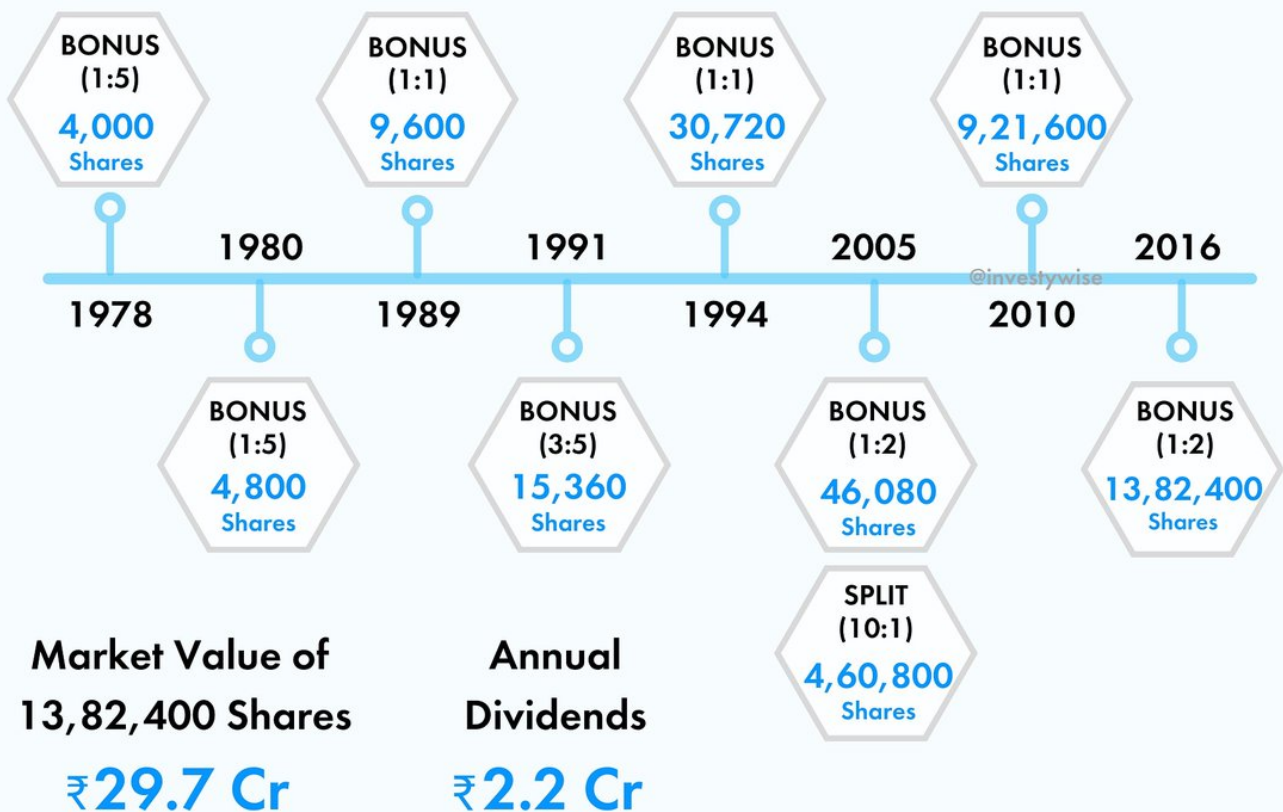 BONUS
(1:5)
4,000
Shares
BONUS
(1:1)
9,600
Shares
BONUS
(1:1)
30,720
Shares
BONUS
(1:1)
9,21,600
Shares
1980
1991
2005
2016
@investywise
1978
1989
1994
2010
BONUS
(1:5)
4,800
Shares
BONUS
(3:5)
15,360
Shares
BONUS
(1:2)
46,080
Shares
BONUS
(1:2)
13,82,400
Shares
SPLIT
(10:1)
4,60,800
Shares
Market Value of
13,82,400 Shares
₹29.7 Cr
Annual
Dividends
₹2.2 Cr